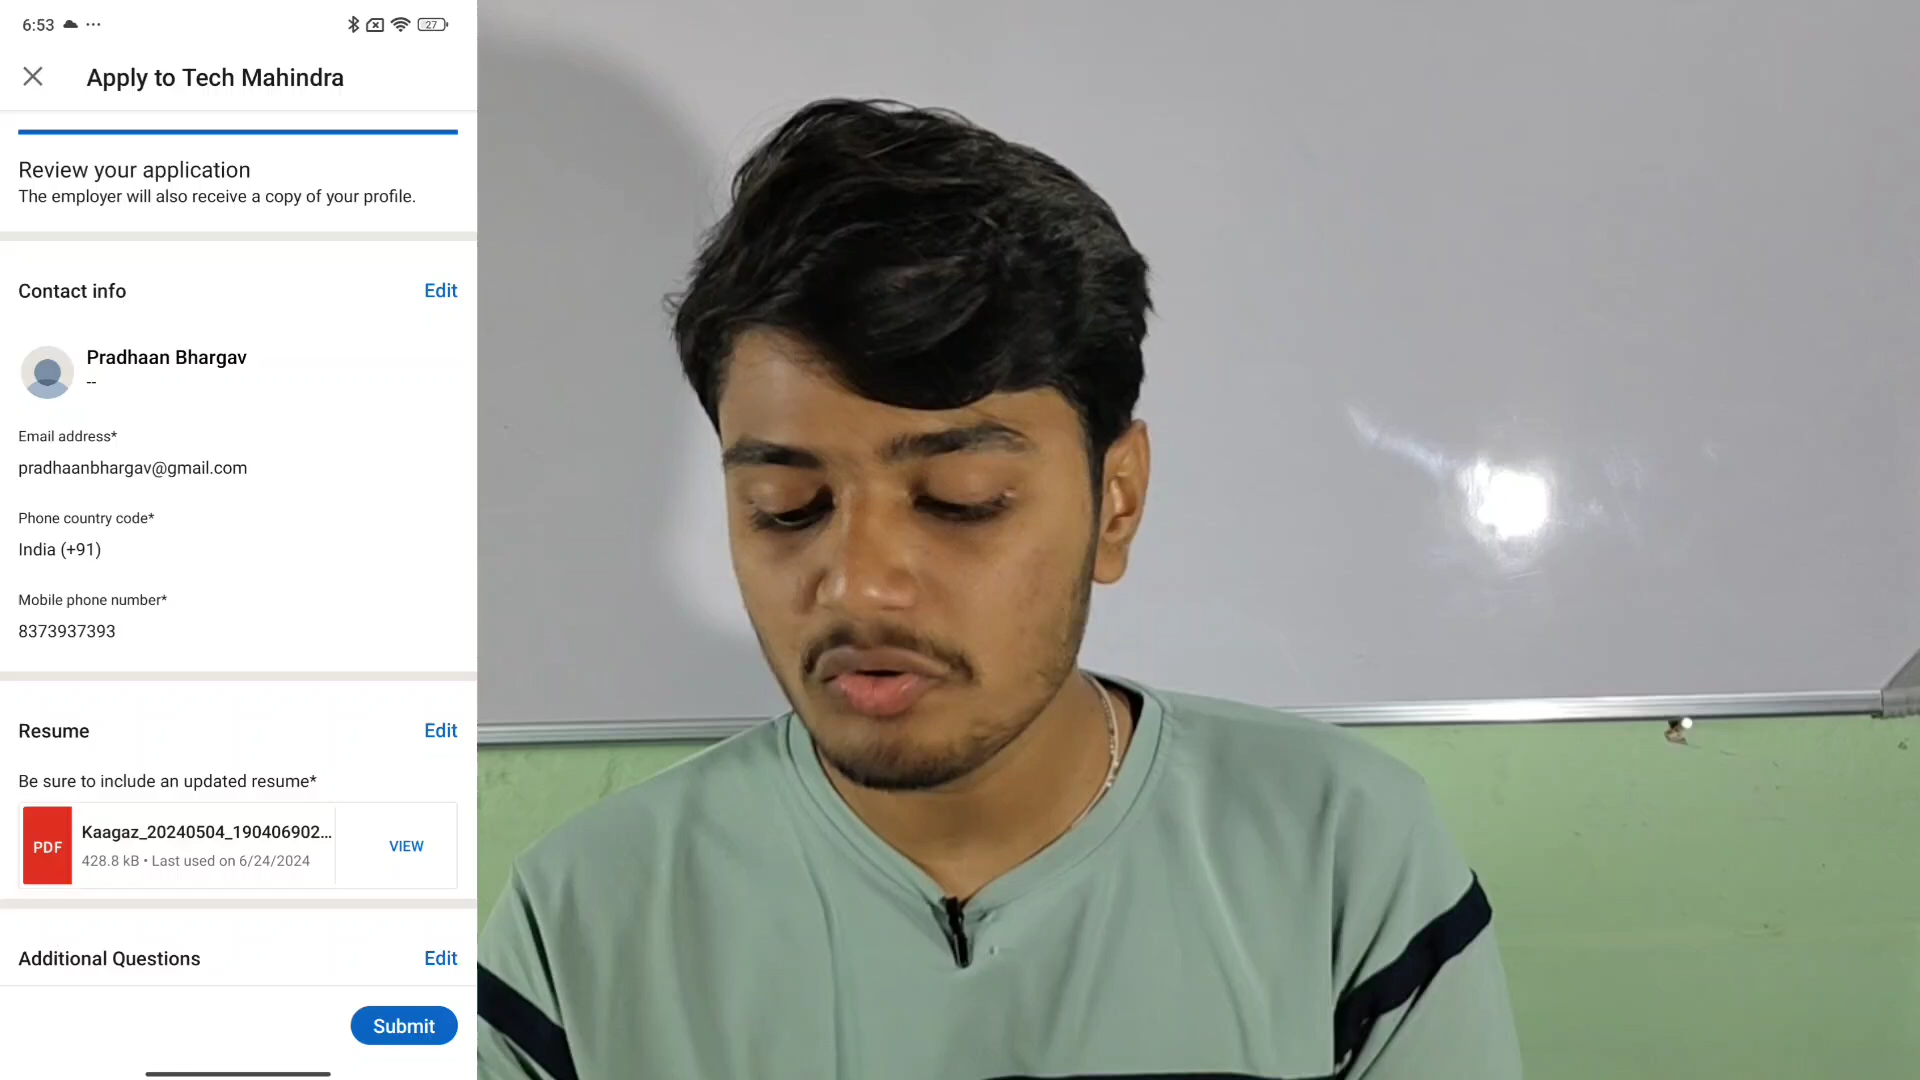 6:53
27
Apply to Tech Mahindra
Review your application
The employer will also receive a copy of your profile.
Contact info
Edit
Pradhaan Bhargav
--
Email address*
pradhaanbhargav@gmail.com
Phone country code*
India (+91)
Mobile phone number*
8373937393
Resume
Edit
Be sure to include an updated resume*
PDF
Kaagaz_20240504_190406902...
428.8 kB • Last used on 6/24/2024
VIEW
Additional Questions
Edit
Submit